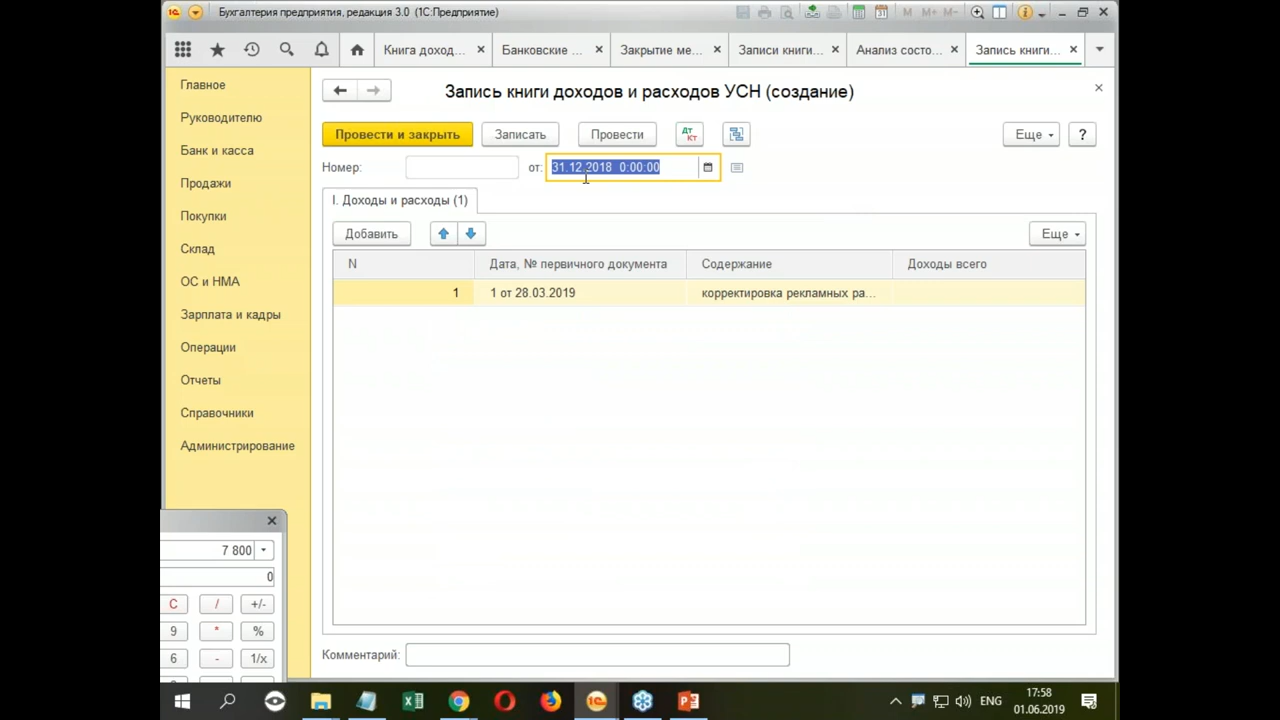 Бухгалтерия предприятия, редакция 3.0 (1С:Предприятие)
M M+ M-
Книга доход... Банковские ... Закрытие ме... Записи книги... Анализ состо... Запись книги...
Главное
Руководителю
Банк и касса
Продажи
Покупки
Склад
ОС и НМА
Зарплата и кадры
Операции
Отчеты
Справочники
Администрирование
Запись книги доходов и расходов УСН (создание)
Провести и закрыть Записать Провести Дт Кт Еще ?
Номер: от: 31.12.2018 0:00:00
I. Доходы и расходы (1)
Добавить Еще
N Дата, № первичного документа Содержание Доходы всего
1 1 от 28.03.2019 корректировка рекламных ра...
Комментарий:
7 800
0
C / +/-
9 * %
6 - 1/x
ENG 17:58
01.06.2019